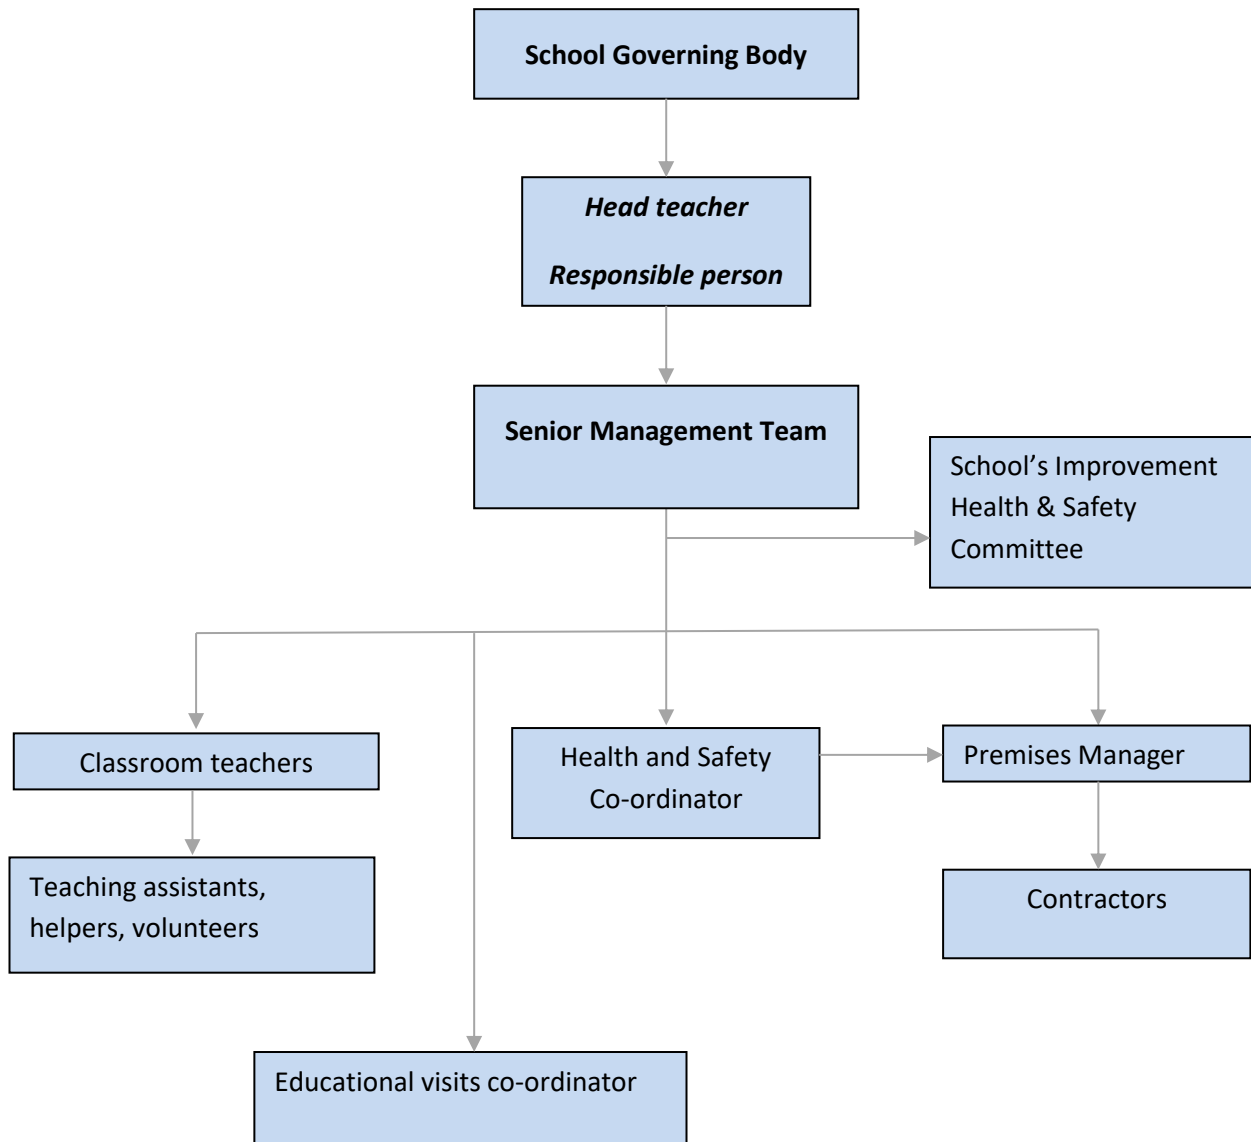 School Governing Body
Head teacher
Responsible person
Senior Management Team
School’s Improvement
Health & Safety
Committee
Classroom teachers
Health and Safety
Co-ordinator
Premises Manager
Teaching assistants,
helpers, volunteers
Contractors
Educational visits co-ordinator